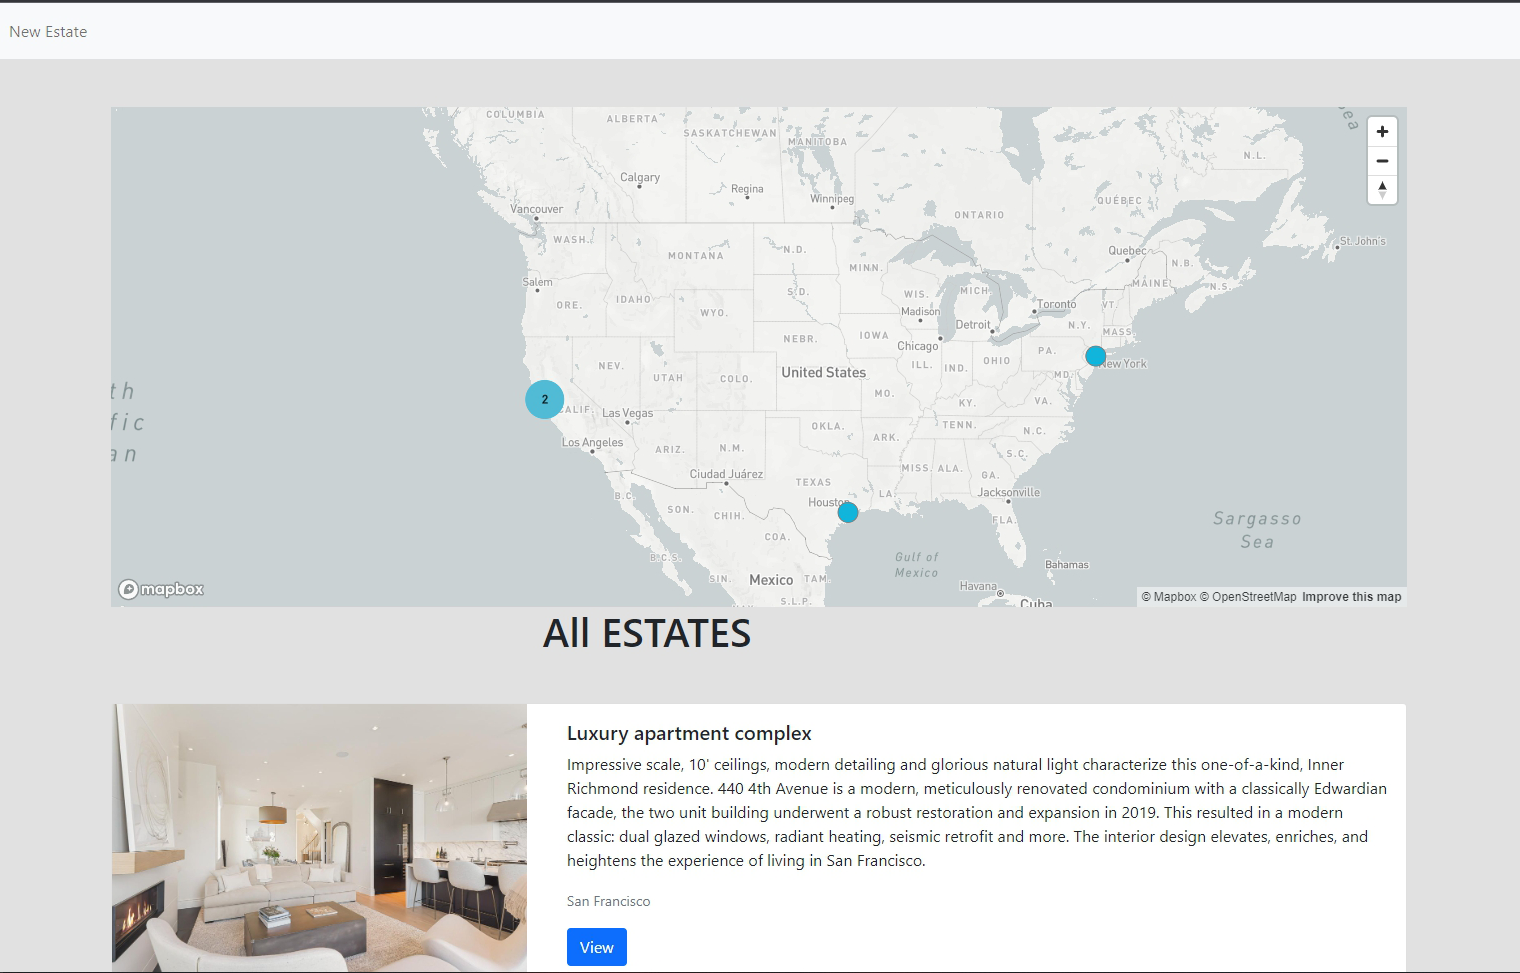 New Estate
COLUMBIA
ALBERTA
SASKATCHEWAN
MANITOBA
ea
N.L.
Calgary
Regina
Winnipeg
Vancouver
ONTARIO
QUÉBEC
WASH.
MONTANA
N.D.
MINN.
Quebec
N.B.
St. John's
Salem
ORE.
IDAHO
S.D.
WIS.
MICH.
MAINE
N.S.
WYO.
Madison
Detroit
Toronto
VT.
N.Y.
MASS.
NEBR.
IOWA
Chicago
NEV.
UTAH
COLO.
United States
ILL.
IND.
OHIO
PA.
New York
MD.
th
fic
an
2
CALIF.
Las Vegas
MO.
KY.
VA.
Los Angeles
ARIZ.
N.M.
OKLA.
ARK.
TENN.
N.C.
Ciudad Juárez
TEXAS
MISS.
ALA.
GA.
S.C.
B.C.
SON.
CHIH.
Houston
LA.
Jacksonville
FLA.
Sargasso
Sea
COA.
B.C.S.
SIN.
Mexico
TAM.
S.L.P.
Gulf of
Mexico
Bahamas
Havana
Cuba
mapbox
© Mapbox © OpenStreetMap Improve this map
All ESTATES
Luxury apartment complex
Impressive scale, 10' ceilings, modern detailing and glorious natural light characterize this one-of-a-kind, Inner
Richmond residence. 440 4th Avenue is a modern, meticulously renovated condominium with a classically Edwardian
facade, the two unit building underwent a robust restoration and expansion in 2019. This resulted in a modern
classic: dual glazed windows, radiant heating, seismic retrofit and more. The interior design elevates, enriches, and
heightens the experience of living in San Francisco.
San Francisco
View